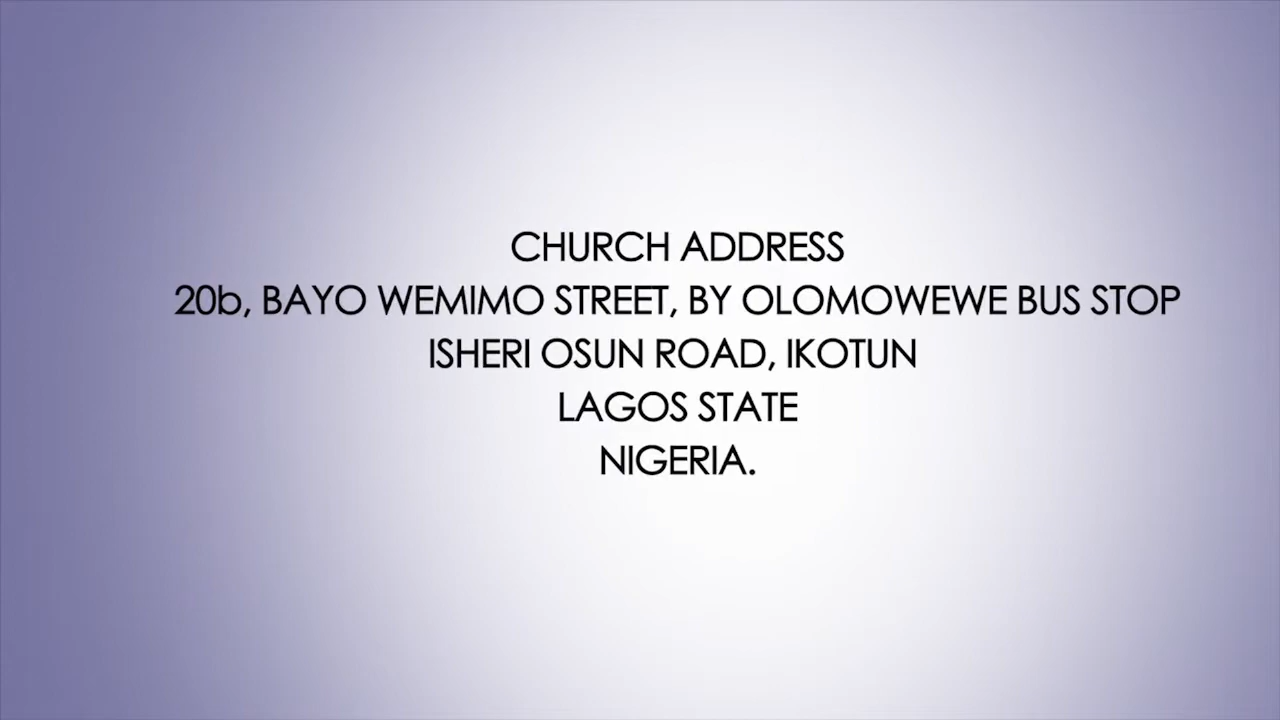 CHURCH ADDRESS
20b, BAYO WEMIMO STREET, BY OLOMOWEWE BUS STOP
ISHERI OSUN ROAD, IKOTUN
LAGOS STATE
NIGERIA.